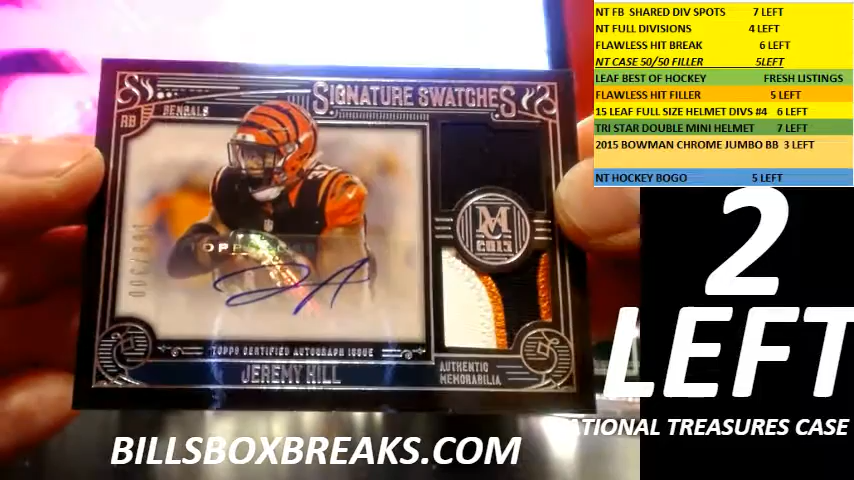 NT FB SHARED DIV SPOTS 7 LEFT
NT FULL DIVISIONS 4 LEFT
FLAWLESS HIT BREAK 6 LEFT
NT CASE 50/50 FILLER 5LEFT
LEAF BEST OF HOCKEY FRESH LISTINGS
FLAWLESS HIT FILLER 5 LEFT
15 LEAF FULL SIZE HELMET DIVS #4 6 LEFT
TRI STAR DOUBLE MINI HELMET 7 LEFT
2015 BOWMAN CHROME JUMBO BB 3 LEFT
NT HOCKEY BOGO 5 LEFT
SIGNATURE SWATCHES
RB BENGALS
2015
TOPPS CERTIFIED AUTOGRAPH ISSUE
JEREMY HILL
AUTHENTIC
MEMORABILIA
2
LEFT
ATIONAL TREASURES CASE
BILLSBOXBREAKS.COM